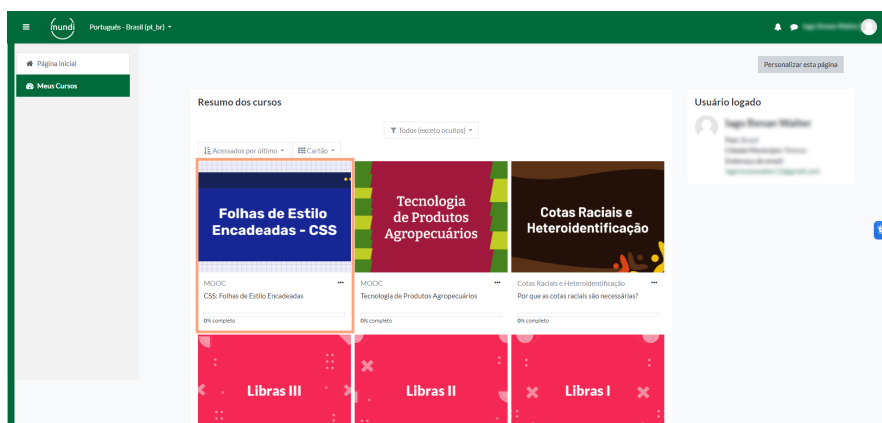 mundi
Português - Brasil (pt_br)
Página inicial
Meus Cursos
Personalizar esta página
Resumo dos cursos
Todos (exceto ocultos)
Acessados por último
Cartão
Folhas de Estilo
Encadeadas - CSS
MOOC
CSS: Folhas de Estilo Encadeadas
0% completo
Tecnologia
de Produtos
Agropecuários
MOOC
Tecnologia de Produtos Agropecuários
0% completo
Cotas Raciais e
Heteroidentificação
Cotas Raciais e Heteroidentificação
Por que as cotas raciais são necessárias?
0% completo
Libras III
Libras II
Libras I
Usuário logado